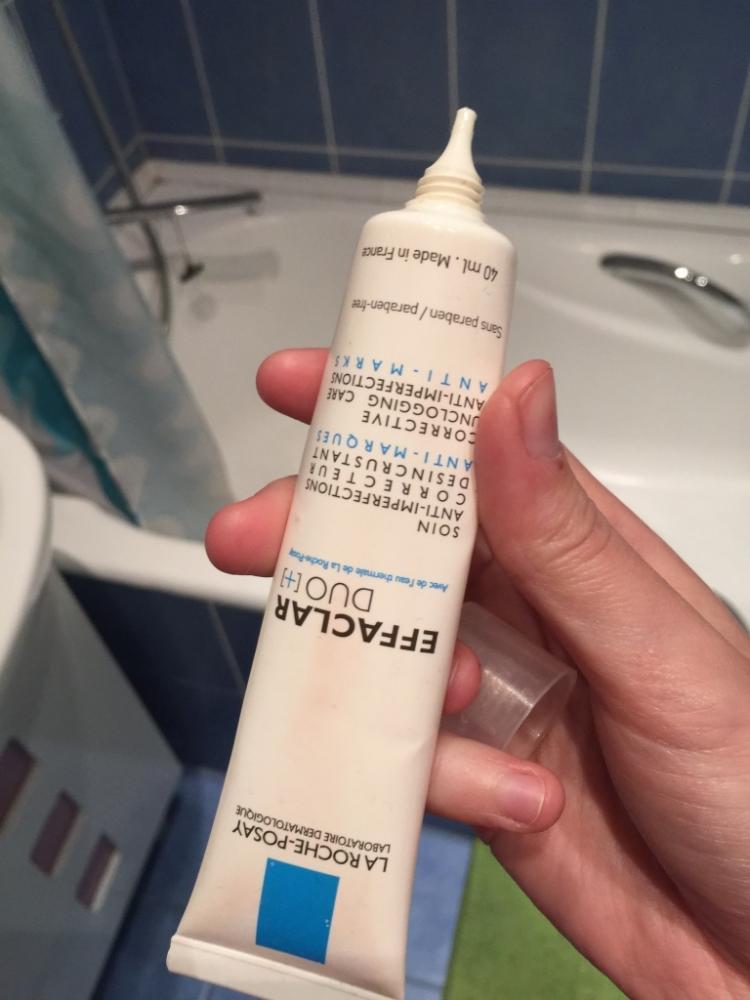 LA ROCHE-POSAY
LABORATOIRE DERMATOLOGIQUE
EFFACLAR
DUO[+]
Avec de l'eau thermale de La Roche-Posay
SOIN
ANTI-IMPERFECTIONS
CORRECTEUR
DESINCRUSTANT
ANTI-MARQUES
CORRECTIVE
UNCLOGGING CARE
ANTI-IMPERFECTIONS
ANTI-MARKS
Sans paraben / paraben-free
40 ml. Made in France